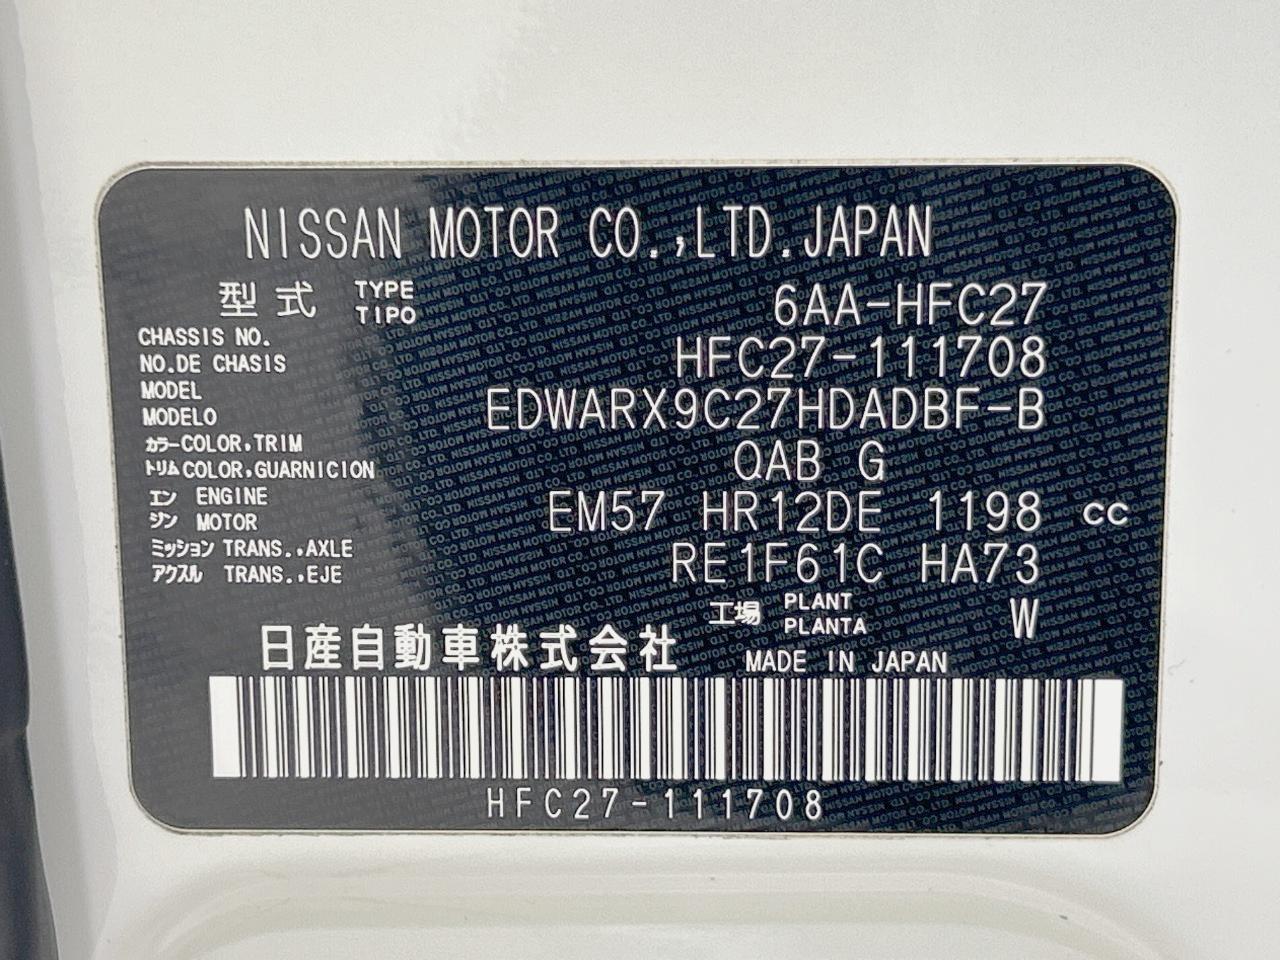 NISSAN MOTOR CO.,LTD.JAPAN
型式 TYPE 6AA-HFC27
TIPO
CHASSIS NO. HFC27-111708
NO.DE CHASIS
MODEL EDWARX9C27HDADBF-B
MODELO
カラー COLOR,TRIM QAB G
トリム COLOR,GUARNICION
エン ENGINE EM57 HR12DE 1198 cc
ジン MOTOR
ミッション TRANS.,AXLE RE1F61C HA73
アクスル TRANS.,EJE
工場 PLANT W
PLANTA
日産自動車株式会社 MADE IN JAPAN
HFC27-111708